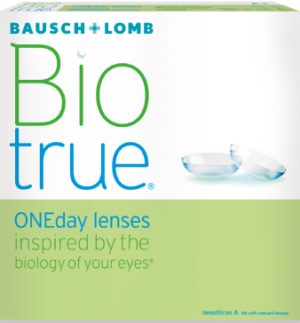 BAUSCH + LOMB
Bio
true®
ONEday lenses
inspired by the
biology of your eyes®
nesofilcon A 90 soft contact lenses